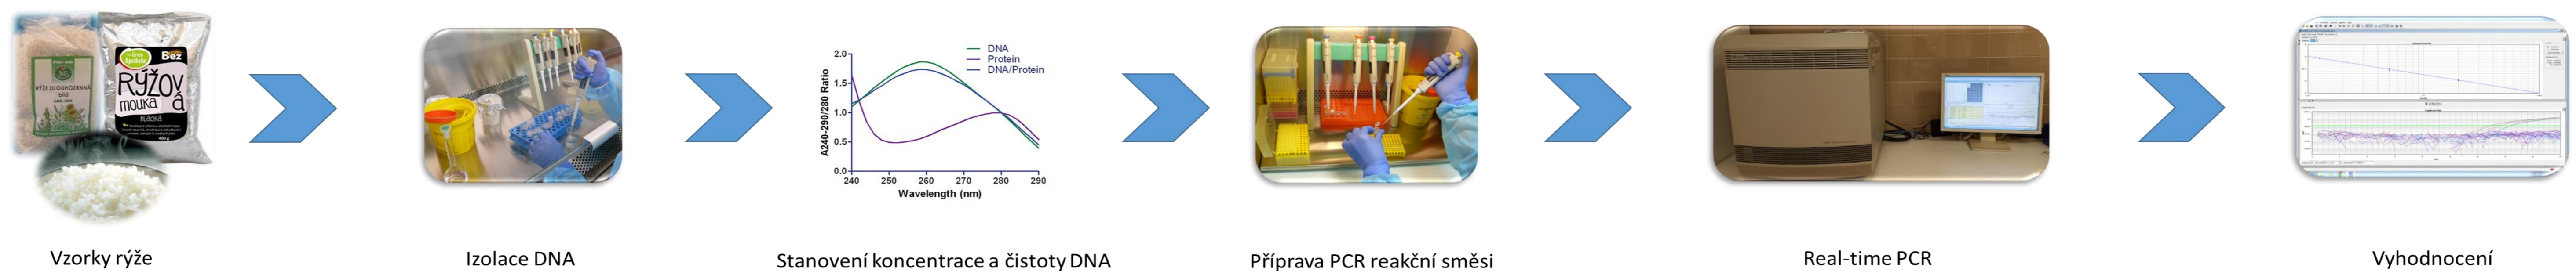 RÝŽE DLOUHOZRNNÁ
bílá
Bez
RÝŽOV
mouka
á
HLADKÁ
400 g
2.0
1.5
1.0
0.5
0.0
A240-290/280 Ratio
DNA
Protein
DNA/Protein
240 250 260 270 280 290
Wavelength (nm)
Vzorky rýže
Izolace DNA
Stanovení koncentrace a čistoty DNA
Příprava PCR reakční směsi
Real-time PCR
Vyhodnocení